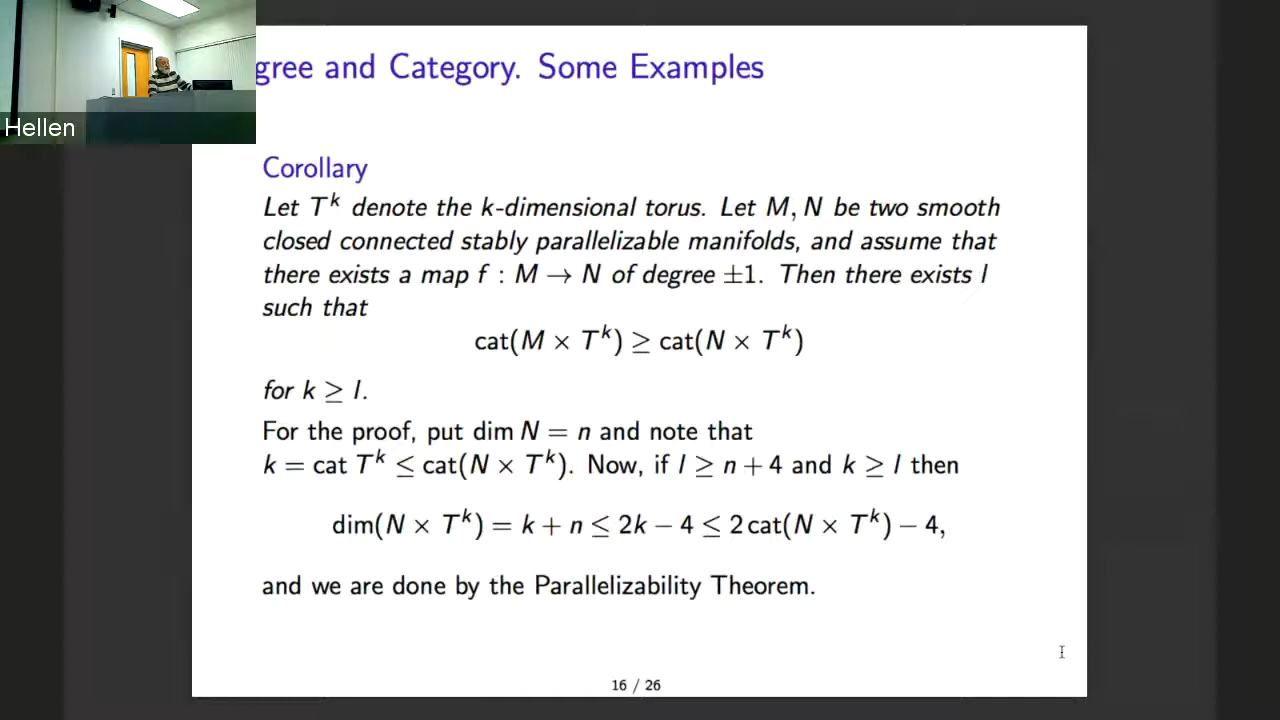 gree and Category. Some Examples
Hellen
Corollary
Let T^k denote the k-dimensional torus. Let M, N be two smooth
closed connected stably parallelizable manifolds, and assume that
there exists a map f : M → N of degree ±1. Then there exists l
such that
cat(M × T^k) ≥ cat(N × T^k)
for k ≥ l.
For the proof, put dim N = n and note that
k = cat T^k ≤ cat(N × T^k). Now, if l ≥ n + 4 and k ≥ l then
dim(N × T^k) = k + n ≤ 2k − 4 ≤ 2 cat(N × T^k) − 4,
and we are done by the Parallelizability Theorem.
16 / 26